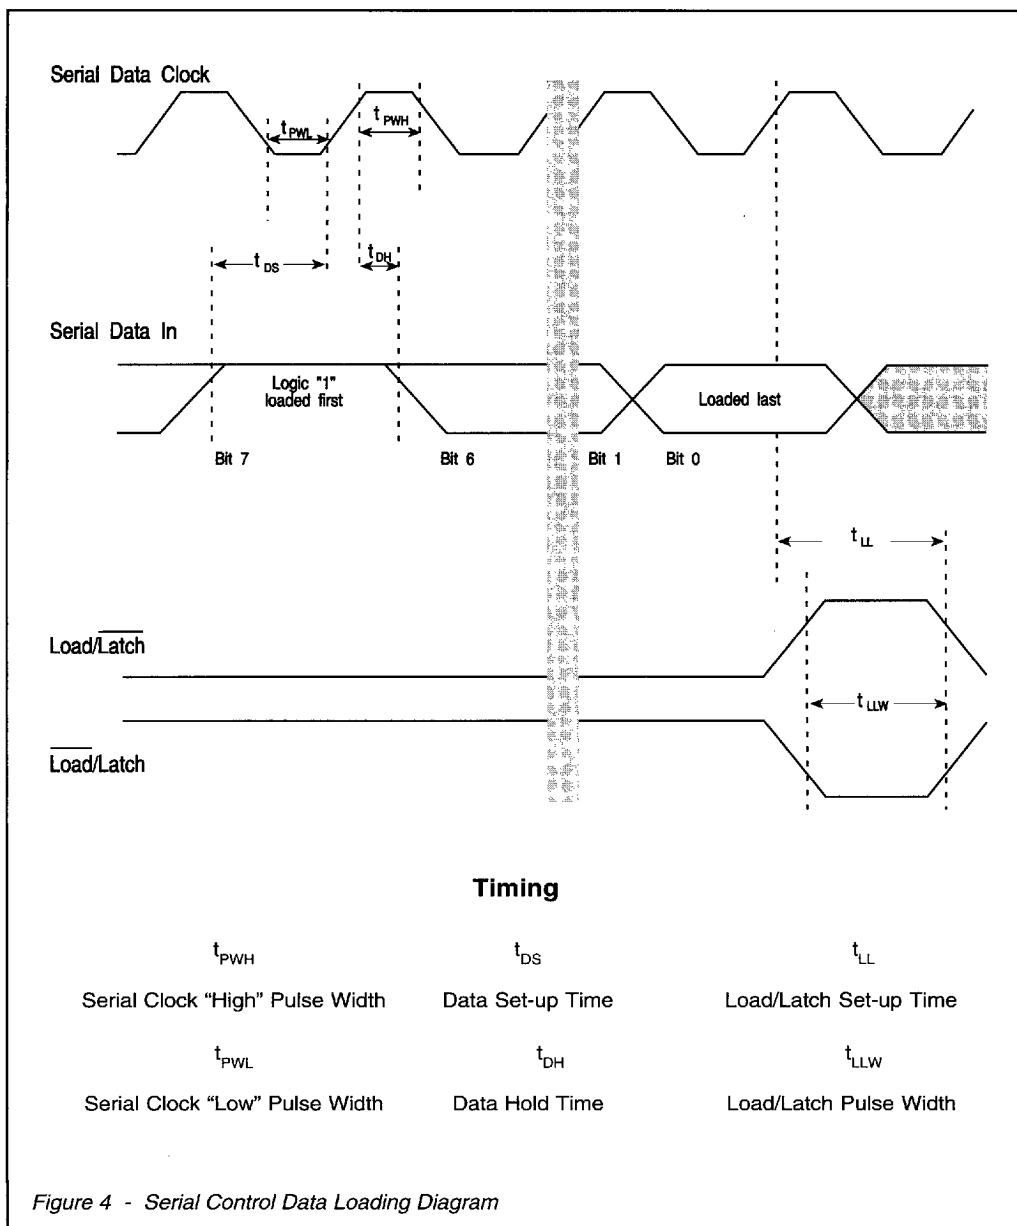 Serial Data Clock
tPWL
tPWH
tDS
tDH
Serial Data In
Logic "1"
loaded first
Loaded last
Bit 7
Bit 6
Bit 1
Bit 0
tLL
Load/Latch
tLLW
Load/Latch
Timing
tPWH
tDS
tLL
Serial Clock “High” Pulse Width
Data Set-up Time
Load/Latch Set-up Time
tPWL
tDH
tLLW
Serial Clock “Low” Pulse Width
Data Hold Time
Load/Latch Pulse Width
Figure 4 - Serial Control Data Loading Diagram